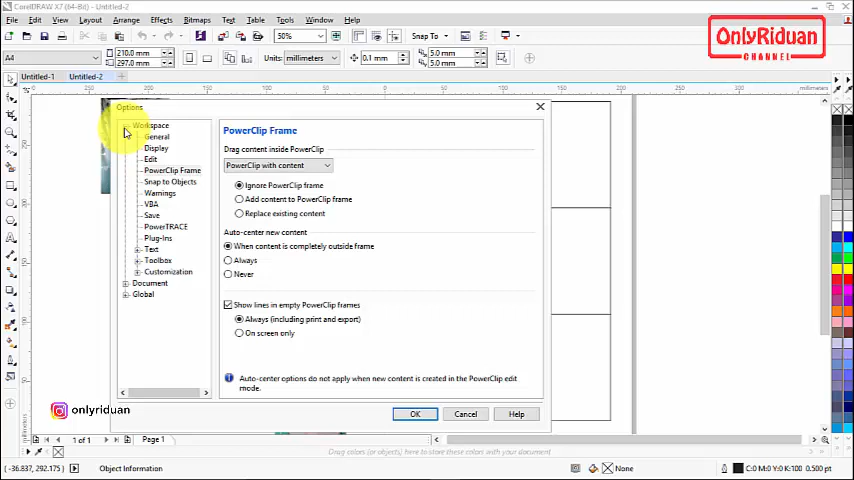 CorelDRAW X7 (64-Bit) - Untitled-2
File Edit View Layout Arrange Effects Bitmaps Text Table Tools Window Help
50% Snap To
A4 210.0 mm 297.0 mm Units: millimeters 0.1 mm 5.0 mm 5.0 mm
OnlyRiduan
CHANNEL
Untitled-1 Untitled-2
millimeters
Options
Workspace
General
Display
Edit
PowerClip Frame
Snap to Objects
Warnings
VBA
Save
PowerTRACE
Plug-Ins
Text
Toolbox
Customization
Document
Global
PowerClip Frame
Drag content inside PowerClip
PowerClip with content
Ignore PowerClip frame
Add content to PowerClip frame
Replace existing content
Auto-center new content
When content is completely outside frame
Always
Never
Show lines in empty PowerClip frames
Always (including print and export)
On screen only
Auto-center options do not apply when new content is created in the PowerClip edit
mode.
OK Cancel Help
onlyriduan
millimeters
1 of 1 Page 1
Drag colors (or objects) here to store these colors with your document
(-36.837, 292.175) Object Information None C:0 M:0 Y:0 K:100 0.500 pt